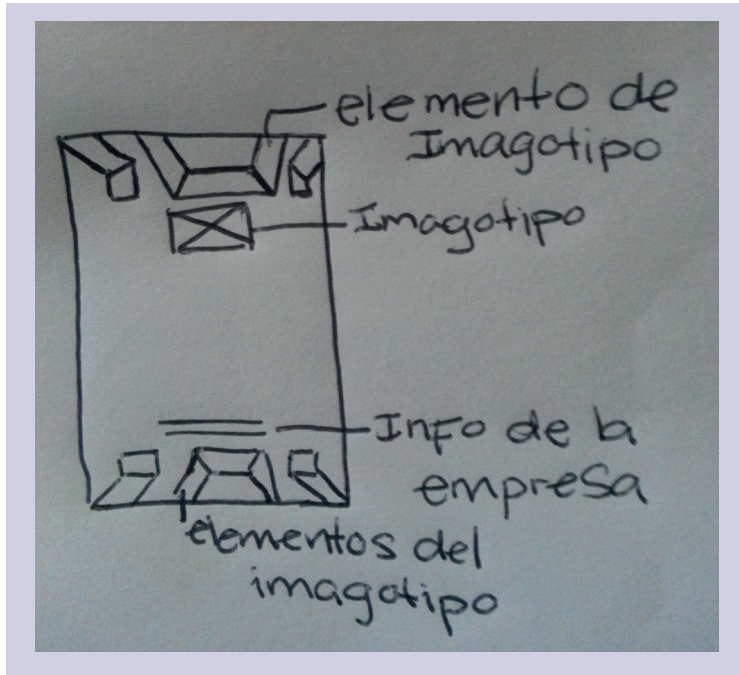 elemento de
Imagotipo
Imagotipo
Info de la
empresa
elementos del
imagotipo